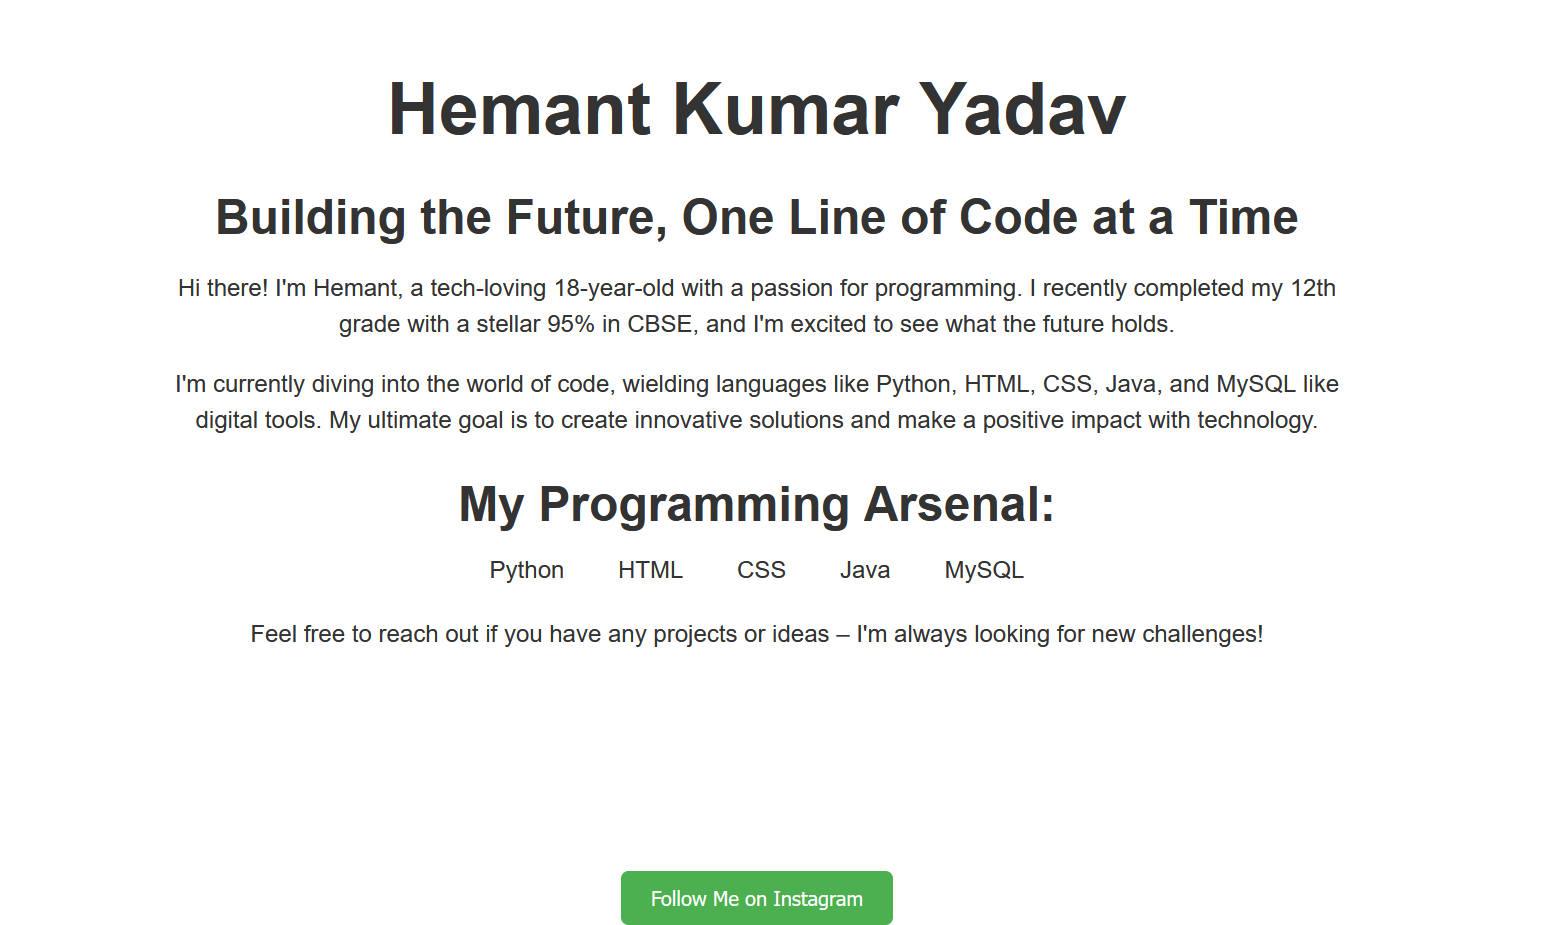 Hemant Kumar Yadav
Building the Future, One Line of Code at a Time
Hi there! I'm Hemant, a tech-loving 18-year-old with a passion for programming. I recently completed my 12th
grade with a stellar 95% in CBSE, and I'm excited to see what the future holds.
I'm currently diving into the world of code, wielding languages like Python, HTML, CSS, Java, and MySQL like
digital tools. My ultimate goal is to create innovative solutions and make a positive impact with technology.
My Programming Arsenal:
Python HTML CSS Java MySQL
Feel free to reach out if you have any projects or ideas – I'm always looking for new challenges!
Follow Me on Instagram